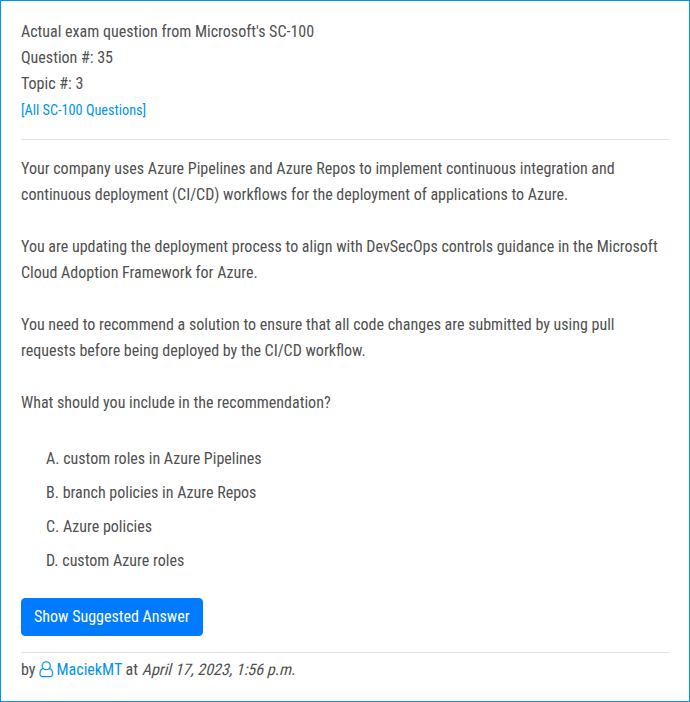 Actual exam question from Microsoft's SC-100
Question #: 35
Topic #: 3
[All SC-100 Questions]
Your company uses Azure Pipelines and Azure Repos to implement continuous integration and
continuous deployment (CI/CD) workflows for the deployment of applications to Azure.
You are updating the deployment process to align with DevSecOps controls guidance in the Microsoft
Cloud Adoption Framework for Azure.
You need to recommend a solution to ensure that all code changes are submitted by using pull
requests before being deployed by the CI/CD workflow.
What should you include in the recommendation?
A. custom roles in Azure Pipelines
B. branch policies in Azure Repos
C. Azure policies
D. custom Azure roles
Show Suggested Answer
by MaciekMT at April 17, 2023, 1:56 p.m.